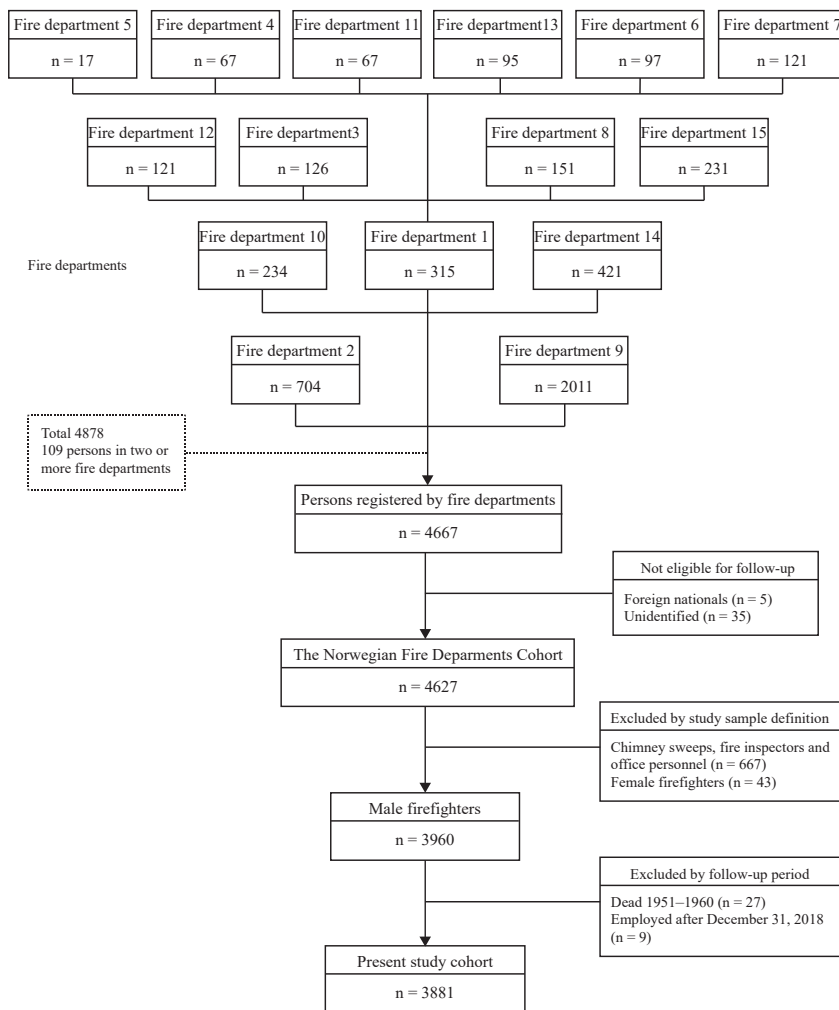 Fire department 5
n = 17
Fire department 4
n = 67
Fire department 11
n = 67
Fire department13
n = 95
Fire department 6
n = 97
Fire department 7
n = 121
Fire department 12
n = 121
Fire department3
n = 126
Fire department 8
n = 151
Fire department 15
n = 231
Fire departments
Fire department 10
n = 234
Fire department 1
n = 315
Fire department 14
n = 421
Fire department 2
n = 704
Fire department 9
n = 2011
Total 4878
109 persons in two or
more fire departments
Persons registered by fire departments
n = 4667
Not eligible for follow-up
Foreign nationals (n = 5)
Unidentified (n = 35)
The Norwegian Fire Deparments Cohort
n = 4627
Excluded by study sample definition
Chimney sweeps, fire inspectors and
office personnel (n = 667)
Female firefighters (n = 43)
Male firefighters
n = 3960
Excluded by follow-up period
Dead 1951–1960 (n = 27)
Employed after December 31, 2018
(n = 9)
Present study cohort
n = 3881